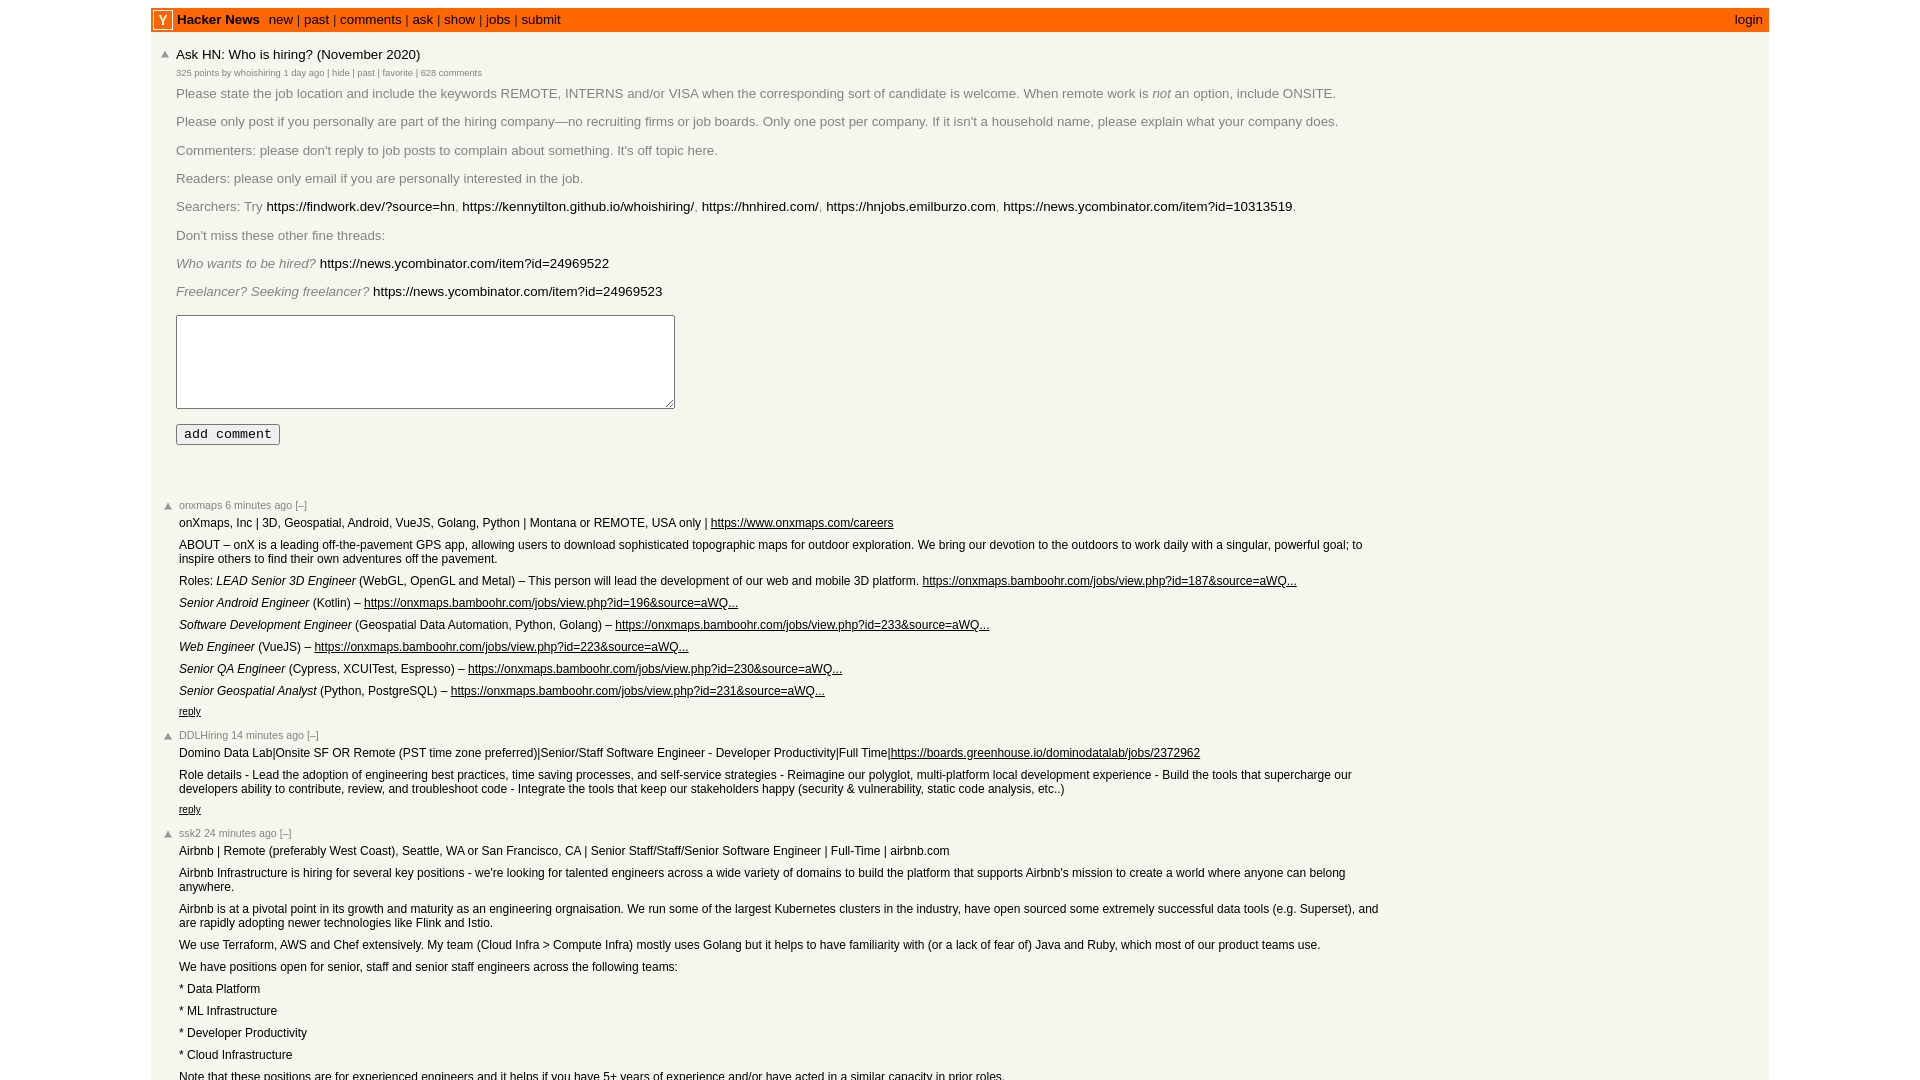 Y Hacker News new | past | comments | ask | show | jobs | submit login
Ask HN: Who is hiring? (November 2020)
325 points by whoishiring 1 day ago | hide | past | favorite | 628 comments
Please state the job location and include the keywords REMOTE, INTERNS and/or VISA when the corresponding sort of candidate is welcome. When remote work is not an option, include ONSITE.
Please only post if you personally are part of the hiring company—no recruiting firms or job boards. Only one post per company. If it isn't a household name, please explain what your company does.
Commenters: please don't reply to job posts to complain about something. It's off topic here.
Readers: please only email if you are personally interested in the job.
Searchers: Try https://findwork.dev/?source=hn, https://kennytilton.github.io/whoishiring/, https://hnhired.com/, https://hnjobs.emilburzo.com, https://news.ycombinator.com/item?id=10313519.
Don't miss these other fine threads:
Who wants to be hired? https://news.ycombinator.com/item?id=24969522
Freelancer? Seeking freelancer? https://news.ycombinator.com/item?id=24969523
add comment
onxmaps 6 minutes ago [–]
onXmaps, Inc | 3D, Geospatial, Android, VueJS, Golang, Python | Montana or REMOTE, USA only | https://www.onxmaps.com/careers
ABOUT – onX is a leading off-the-pavement GPS app, allowing users to download sophisticated topographic maps for outdoor exploration. We bring our devotion to the outdoors to work daily with a singular, powerful goal; to
inspire others to find their own adventures off the pavement.
Roles: LEAD Senior 3D Engineer (WebGL, OpenGL and Metal) – This person will lead the development of our web and mobile 3D platform. https://onxmaps.bamboohr.com/jobs/view.php?id=187&source=aWQ...
Senior Android Engineer (Kotlin) – https://onxmaps.bamboohr.com/jobs/view.php?id=196&source=aWQ...
Software Development Engineer (Geospatial Data Automation, Python, Golang) – https://onxmaps.bamboohr.com/jobs/view.php?id=233&source=aWQ...
Web Engineer (VueJS) – https://onxmaps.bamboohr.com/jobs/view.php?id=223&source=aWQ...
Senior QA Engineer (Cypress, XCUITest, Espresso) – https://onxmaps.bamboohr.com/jobs/view.php?id=230&source=aWQ...
Senior Geospatial Analyst (Python, PostgreSQL) – https://onxmaps.bamboohr.com/jobs/view.php?id=231&source=aWQ...
reply
DDLHiring 14 minutes ago [–]
Domino Data Lab|Onsite SF OR Remote (PST time zone preferred)|Senior/Staff Software Engineer - Developer Productivity|Full Time|https://boards.greenhouse.io/dominodatalab/jobs/2372962
Role details - Lead the adoption of engineering best practices, time saving processes, and self-service strategies - Reimagine our polyglot, multi-platform local development experience - Build the tools that supercharge our
developers ability to contribute, review, and troubleshoot code - Integrate the tools that keep our stakeholders happy (security & vulnerability, static code analysis, etc..)
reply
ssk2 24 minutes ago [–]
Airbnb | Remote (preferably West Coast), Seattle, WA or San Francisco, CA | Senior Staff/Staff/Senior Software Engineer | Full-Time | airbnb.com
Airbnb Infrastructure is hiring for several key positions - we're looking for talented engineers across a wide variety of domains to build the platform that supports Airbnb's mission to create a world where anyone can belong
anywhere.
Airbnb is at a pivotal point in its growth and maturity as an engineering orgnaisation. We run some of the largest Kubernetes clusters in the industry, have open sourced some extremely successful data tools (e.g. Superset), and
are rapidly adopting newer technologies like Flink and Istio.
We use Terraform, AWS and Chef extensively. My team (Cloud Infra > Compute Infra) mostly uses Golang but it helps to have familiarity with (or a lack of fear of) Java and Ruby, which most of our product teams use.
We have positions open for senior, staff and senior staff engineers across the following teams:
* Data Platform
* ML Infrastructure
* Developer Productivity
* Cloud Infrastructure
Note that these positions are for experienced engineers and it helps if you have 5+ years of experience and/or have acted in a similar capacity in prior roles.